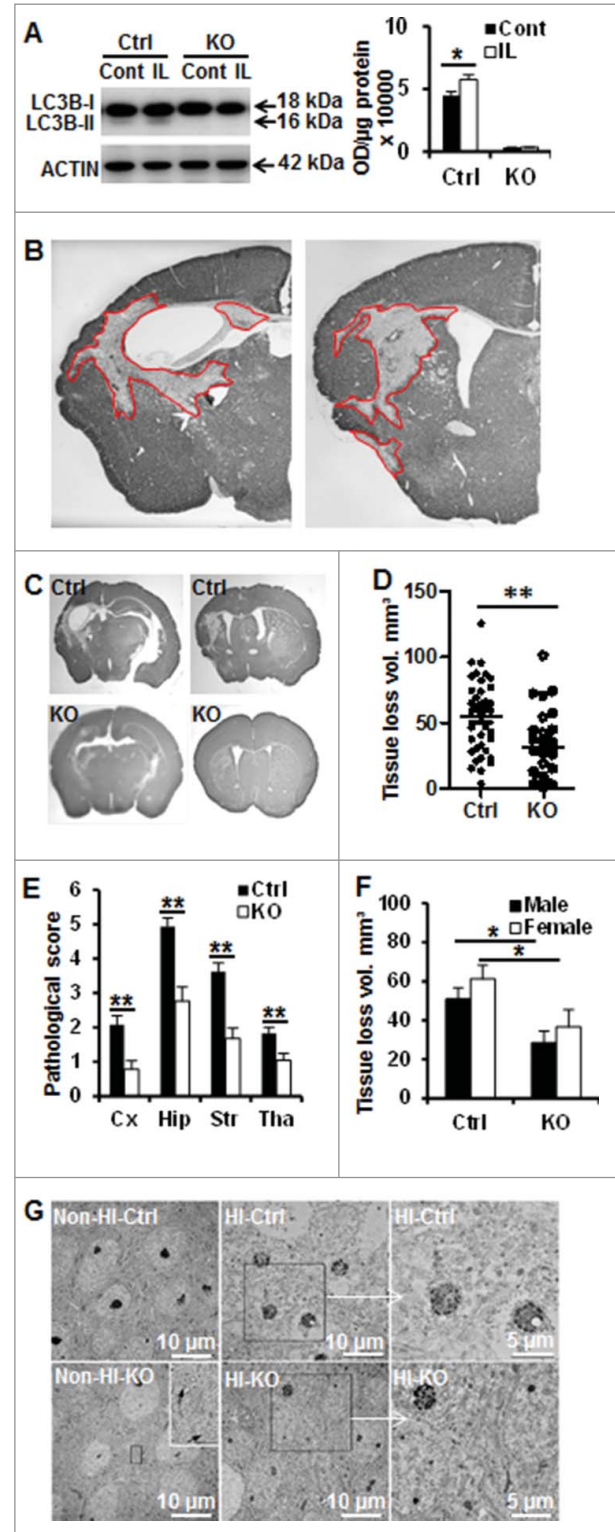 A
Ctrl KO
Cont IL Cont IL
LC3B-I
LC3B-II
18 kDa
16 kDa
ACTIN
42 kDa
Cont
IL
OD/µg protein
x 10000
10
5
0
*
Ctrl KO
B
C
Ctrl
Ctrl
KO
KO
D
Tissue loss vol. mm³
150
100
50
0
**
Ctrl KO
E
Pathological score
6
5
4
3
2
1
0
Ctrl
KO
**
**
**
**
Cx Hip Str Tha
F
Tissue loss vol. mm³
100
80
60
40
20
0
Male
Female
*
*
Ctrl KO
G
Non-HI-Ctrl
10 µm
HI-Ctrl
10 µm
HI-Ctrl
5 µm
Non-HI-KO
10 µm
HI-KO
10 µm
HI-KO
5 µm